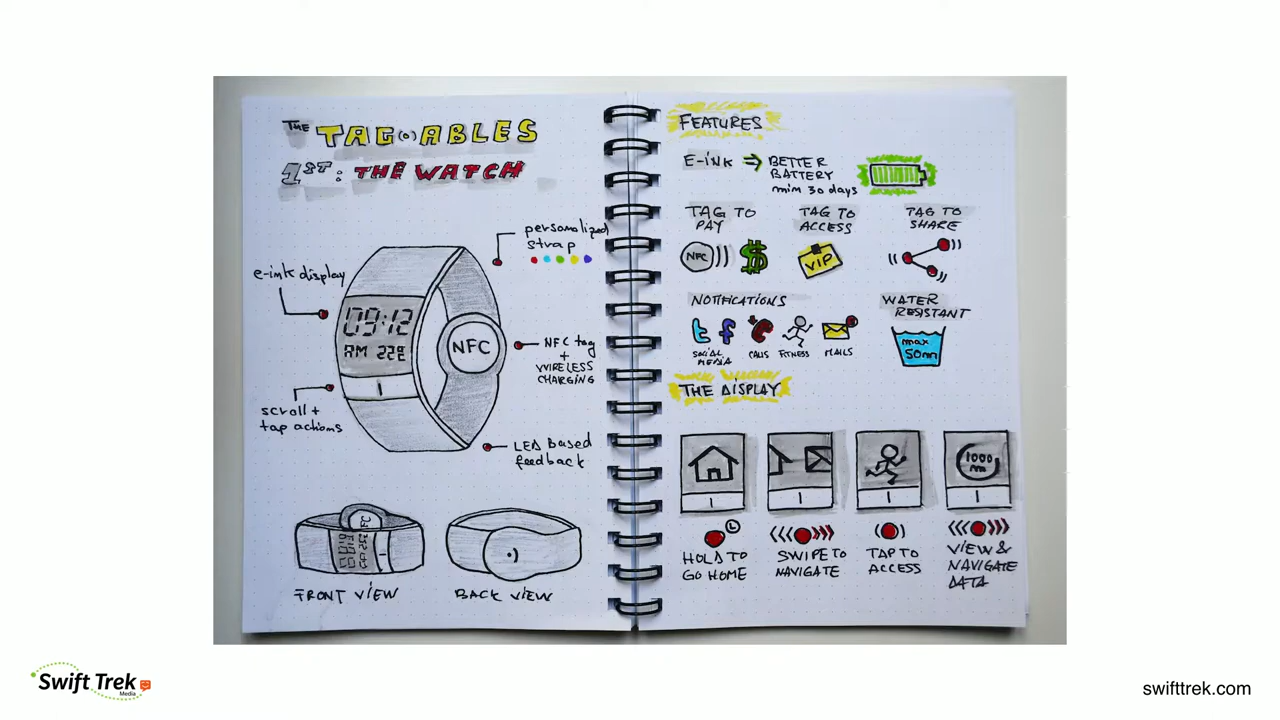 THE TAG(o)ABLES
1ST: THE WATCH
personalized
strap
e-ink display
09:12
NFC
NFC tag
+
WIRELESS
CHARGING
scroll +
tap actions
LED based
feedback
FRONT VIEW
BACK VIEW
FEATURES
E-INK ⇒ BETTER
BATTERY
min 30 days
TAG TO
PAY
TAG TO
ACCESS
TAG TO
SHARE
NFC
$
VIP
NOTIFICATIONS
WATER
RESISTANT
t
f
SOCIAL
MEDIA
CALLS
FITNESS
MAILS
max
50m
THE DISPLAY
1000
m
HOLD TO
GO HOME
SWIPE TO
NAVIGATE
TAP TO
ACCESS
VIEW &
NAVIGATE
DATA
Swift Trek
Media
swifttrek.com